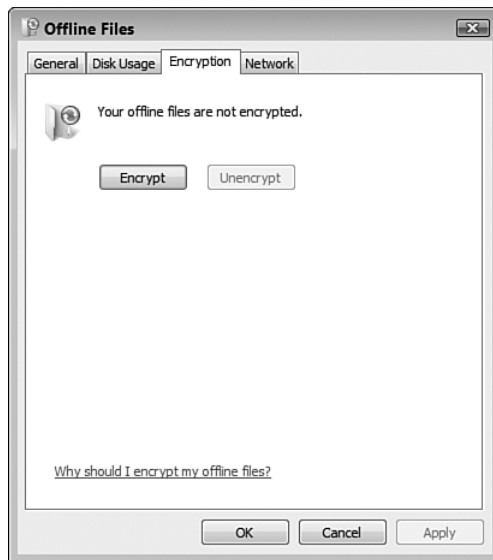 Offline Files
General Disk Usage Encryption Network
Your offline files are not encrypted.
Encrypt Unencrypt
Why should I encrypt my offline files?
OK Cancel Apply